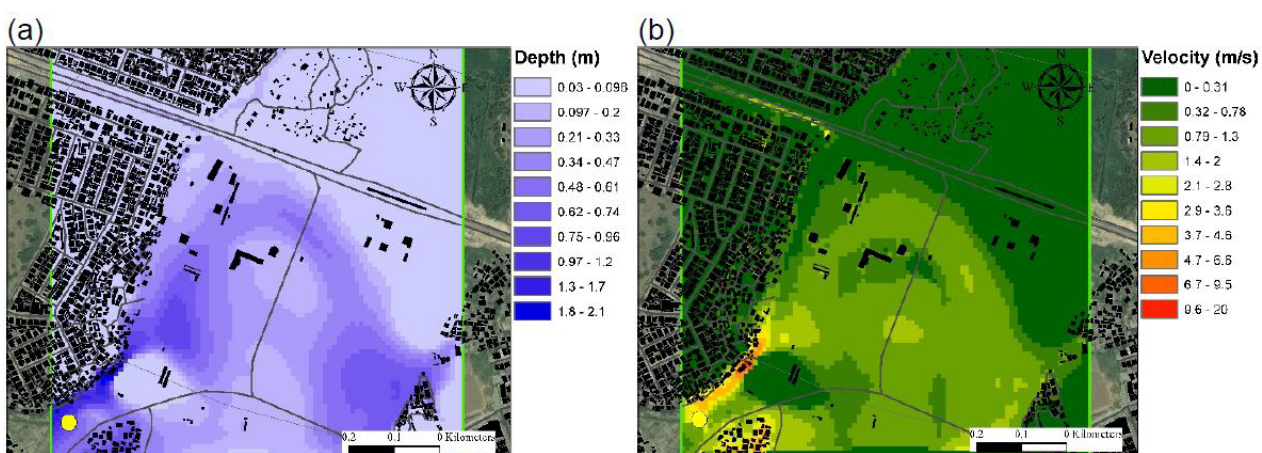 (a)
Depth (m)
N
W E
S
0.03 - 0.096
0.097 - 0.2
0.21 - 0.33
0.34 - 0.47
0.48 - 0.61
0.62 - 0.74
0.75 - 0.96
0.97 - 1.2
1.3 - 1.7
1.8 - 2.1
0.2 0.1 0 Kilometers
(b)
Velocity (m/s)
N
W E
S
0 - 0.31
0.32 - 0.78
0.79 - 1.3
1.4 - 2
2.1 - 2.8
2.9 - 3.6
3.7 - 4.6
4.7 - 6.6
6.7 - 9.5
9.6 - 20
0.2 0.1 0 Kilometers